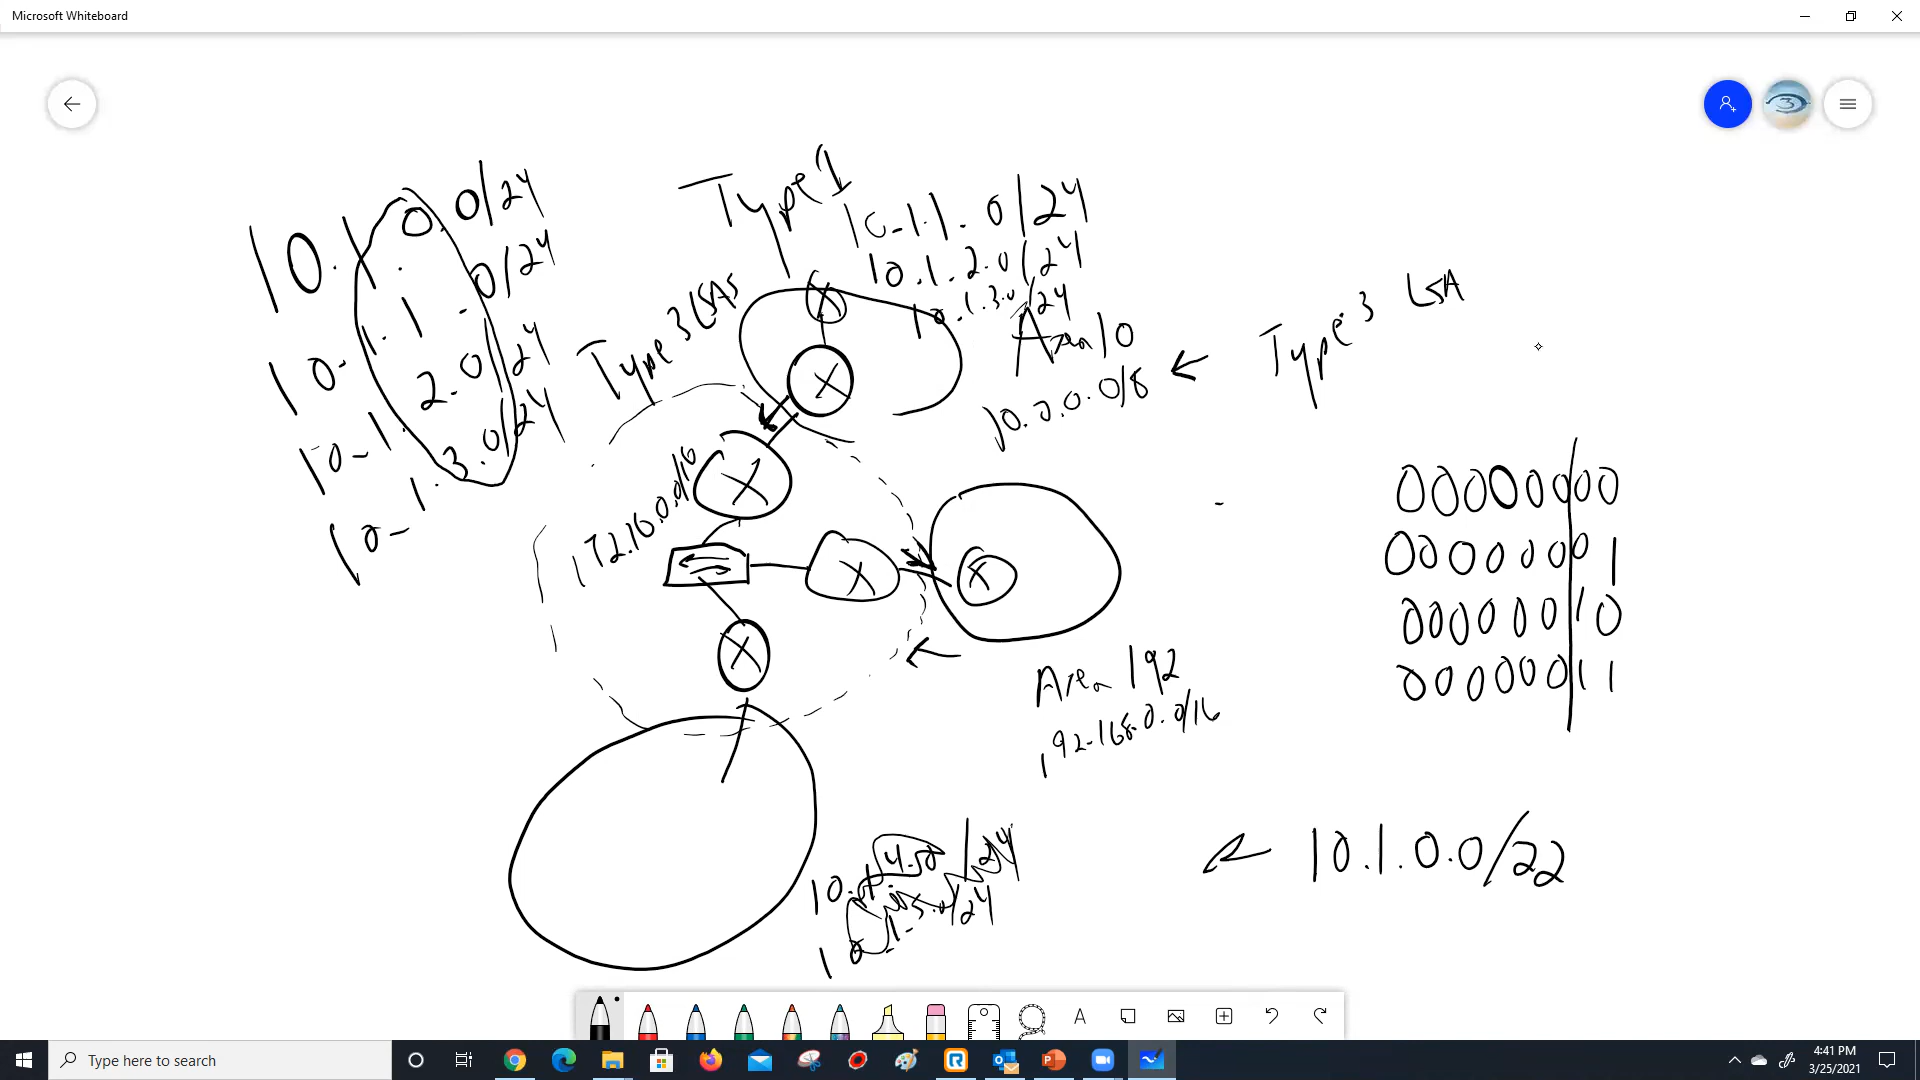 Microsoft Whiteboard
10.1.0.0/24
10.1.1.0/24
10.1.2.0/24
10.1.3.0/24
Type 1
10.1.1.0/24
10.1.2.0/24
10.1.3.0/24
Area 10
10.0.0.0/8
Type 3 LSAs
Type 3 LSA
172.16.0.0/16
Area 192
192.168.0.0/16
00000000
00000001
00000010
00000011
10.1.0.0/22
A
Type here to search
4:41 PM
3/25/2021